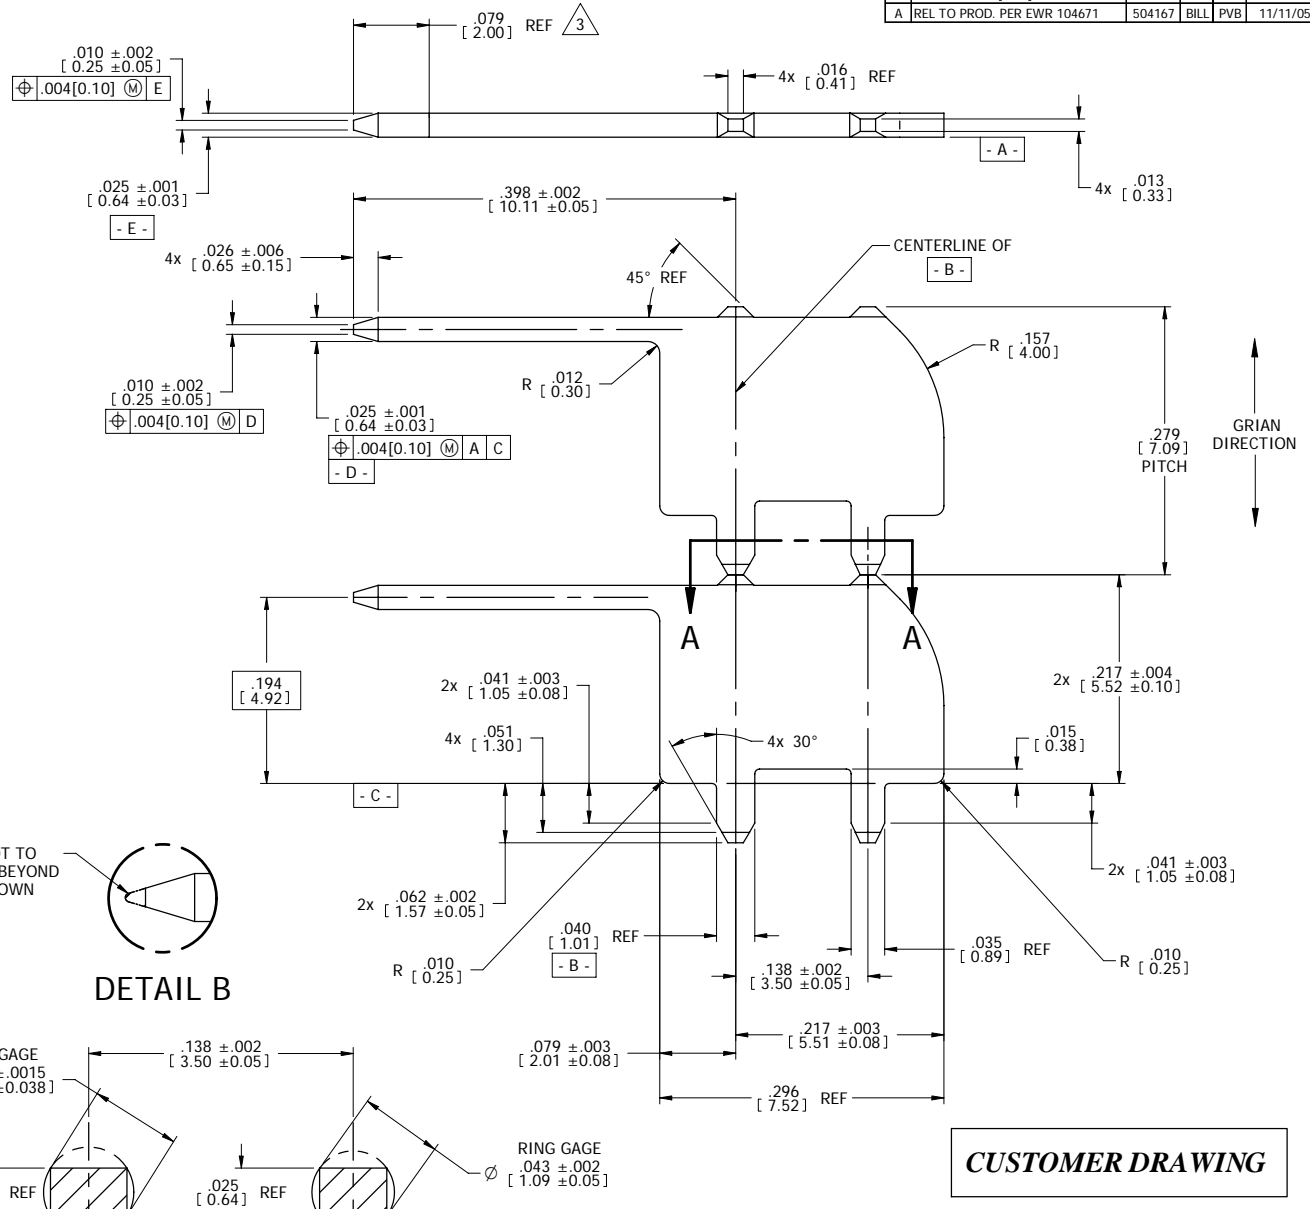 A REL TO PROD. PER EWR 104671 504167 BILL PVB 11/11/05
.079
[ 2.00 ] REF 3
.010 ±.002
[ 0.25 ±0.05 ]
.004[0.10] Ⓜ E
4x .016
[ 0.41 ] REF
- A -
4x .013
[ 0.33 ]
.025 ±.001
[ 0.64 ±0.03 ]
- E -
.398 ±.002
[ 10.11 ±0.05 ]
4x .026 ±.006
[ 0.65 ±0.15 ]
45° REF
CENTERLINE OF
- B -
R .157
[ 4.00 ]
R .012
[ 0.30 ]
.010 ±.002
[ 0.25 ±0.05 ]
⌖ .004[0.10] Ⓜ D
.025 ±.001
[ 0.64 ±0.03 ]
⌖ .004[0.10] Ⓜ A C
- D -
.279
[ 7.09 ]
PITCH
GRIAN
DIRECTION
A A
.194
[ 4.92 ]
2x .041 ±.003
[ 1.05 ±0.08 ]
2x .217 ±.004
[ 5.52 ±0.10 ]
4x .051
[ 1.30 ]
4x 30°
.015
[ 0.38 ]
- C -
BEYOND
DETAIL B
2x .062 ±.002
[ 1.57 ±0.05 ]
2x .041 ±.003
[ 1.05 ±0.08 ]
.040
[ 1.01 ] REF
- B -
.035
[ 0.89 ] REF
R .010
[ 0.25 ]
.138 ±.002
[ 3.50 ±0.05 ]
R .010
[ 0.25 ]
.217 ±.003
[ 5.51 ±0.08 ]
.079 ±.003
[ 2.01 ±0.08 ]
.296
[ 7.52 ] REF
GAGE
±.0015
±0.038 ]
.138 ±.002
[ 3.50 ±0.05 ]
RING GAGE
Ø .043 ±.002
[ 1.09 ±0.05 ]
REF
.025
[ 0.64 ] REF
CUSTOMER DRAWING